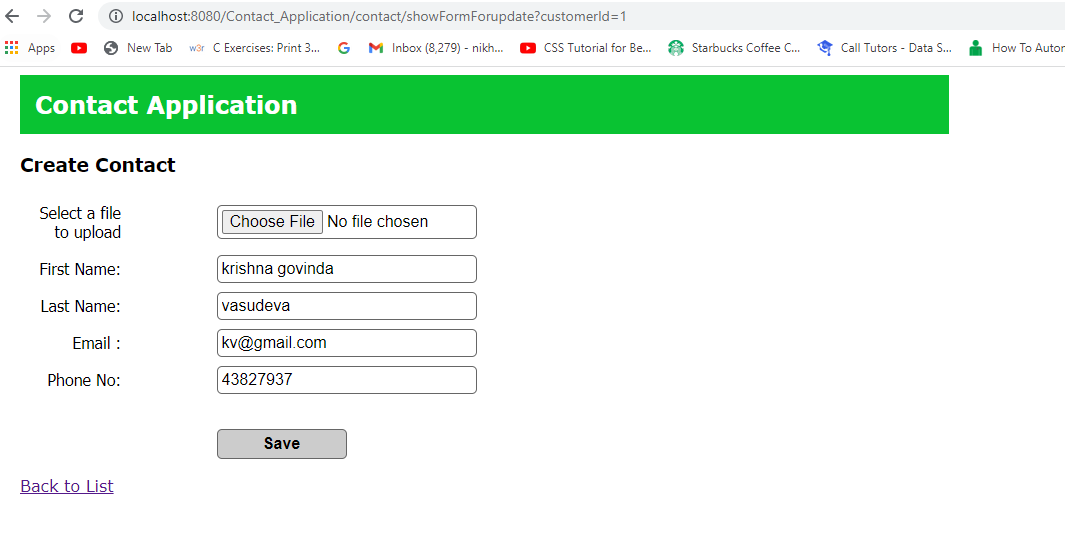 localhost:8080/Contact_Application/contact/showFormForupdate?customerId=1
Apps New Tab w3r C Exercises: Print 3... G Inbox (8,279) - nikh... CSS Tutorial for Be... Starbucks Coffee C... Call Tutors - Data S... How To Autor
Contact Application
Create Contact
Select a file
to upload
Choose File No file chosen
First Name: krishna govinda
Last Name: vasudeva
Email : kv@gmail.com
Phone No: 43827937
Save
Back to List